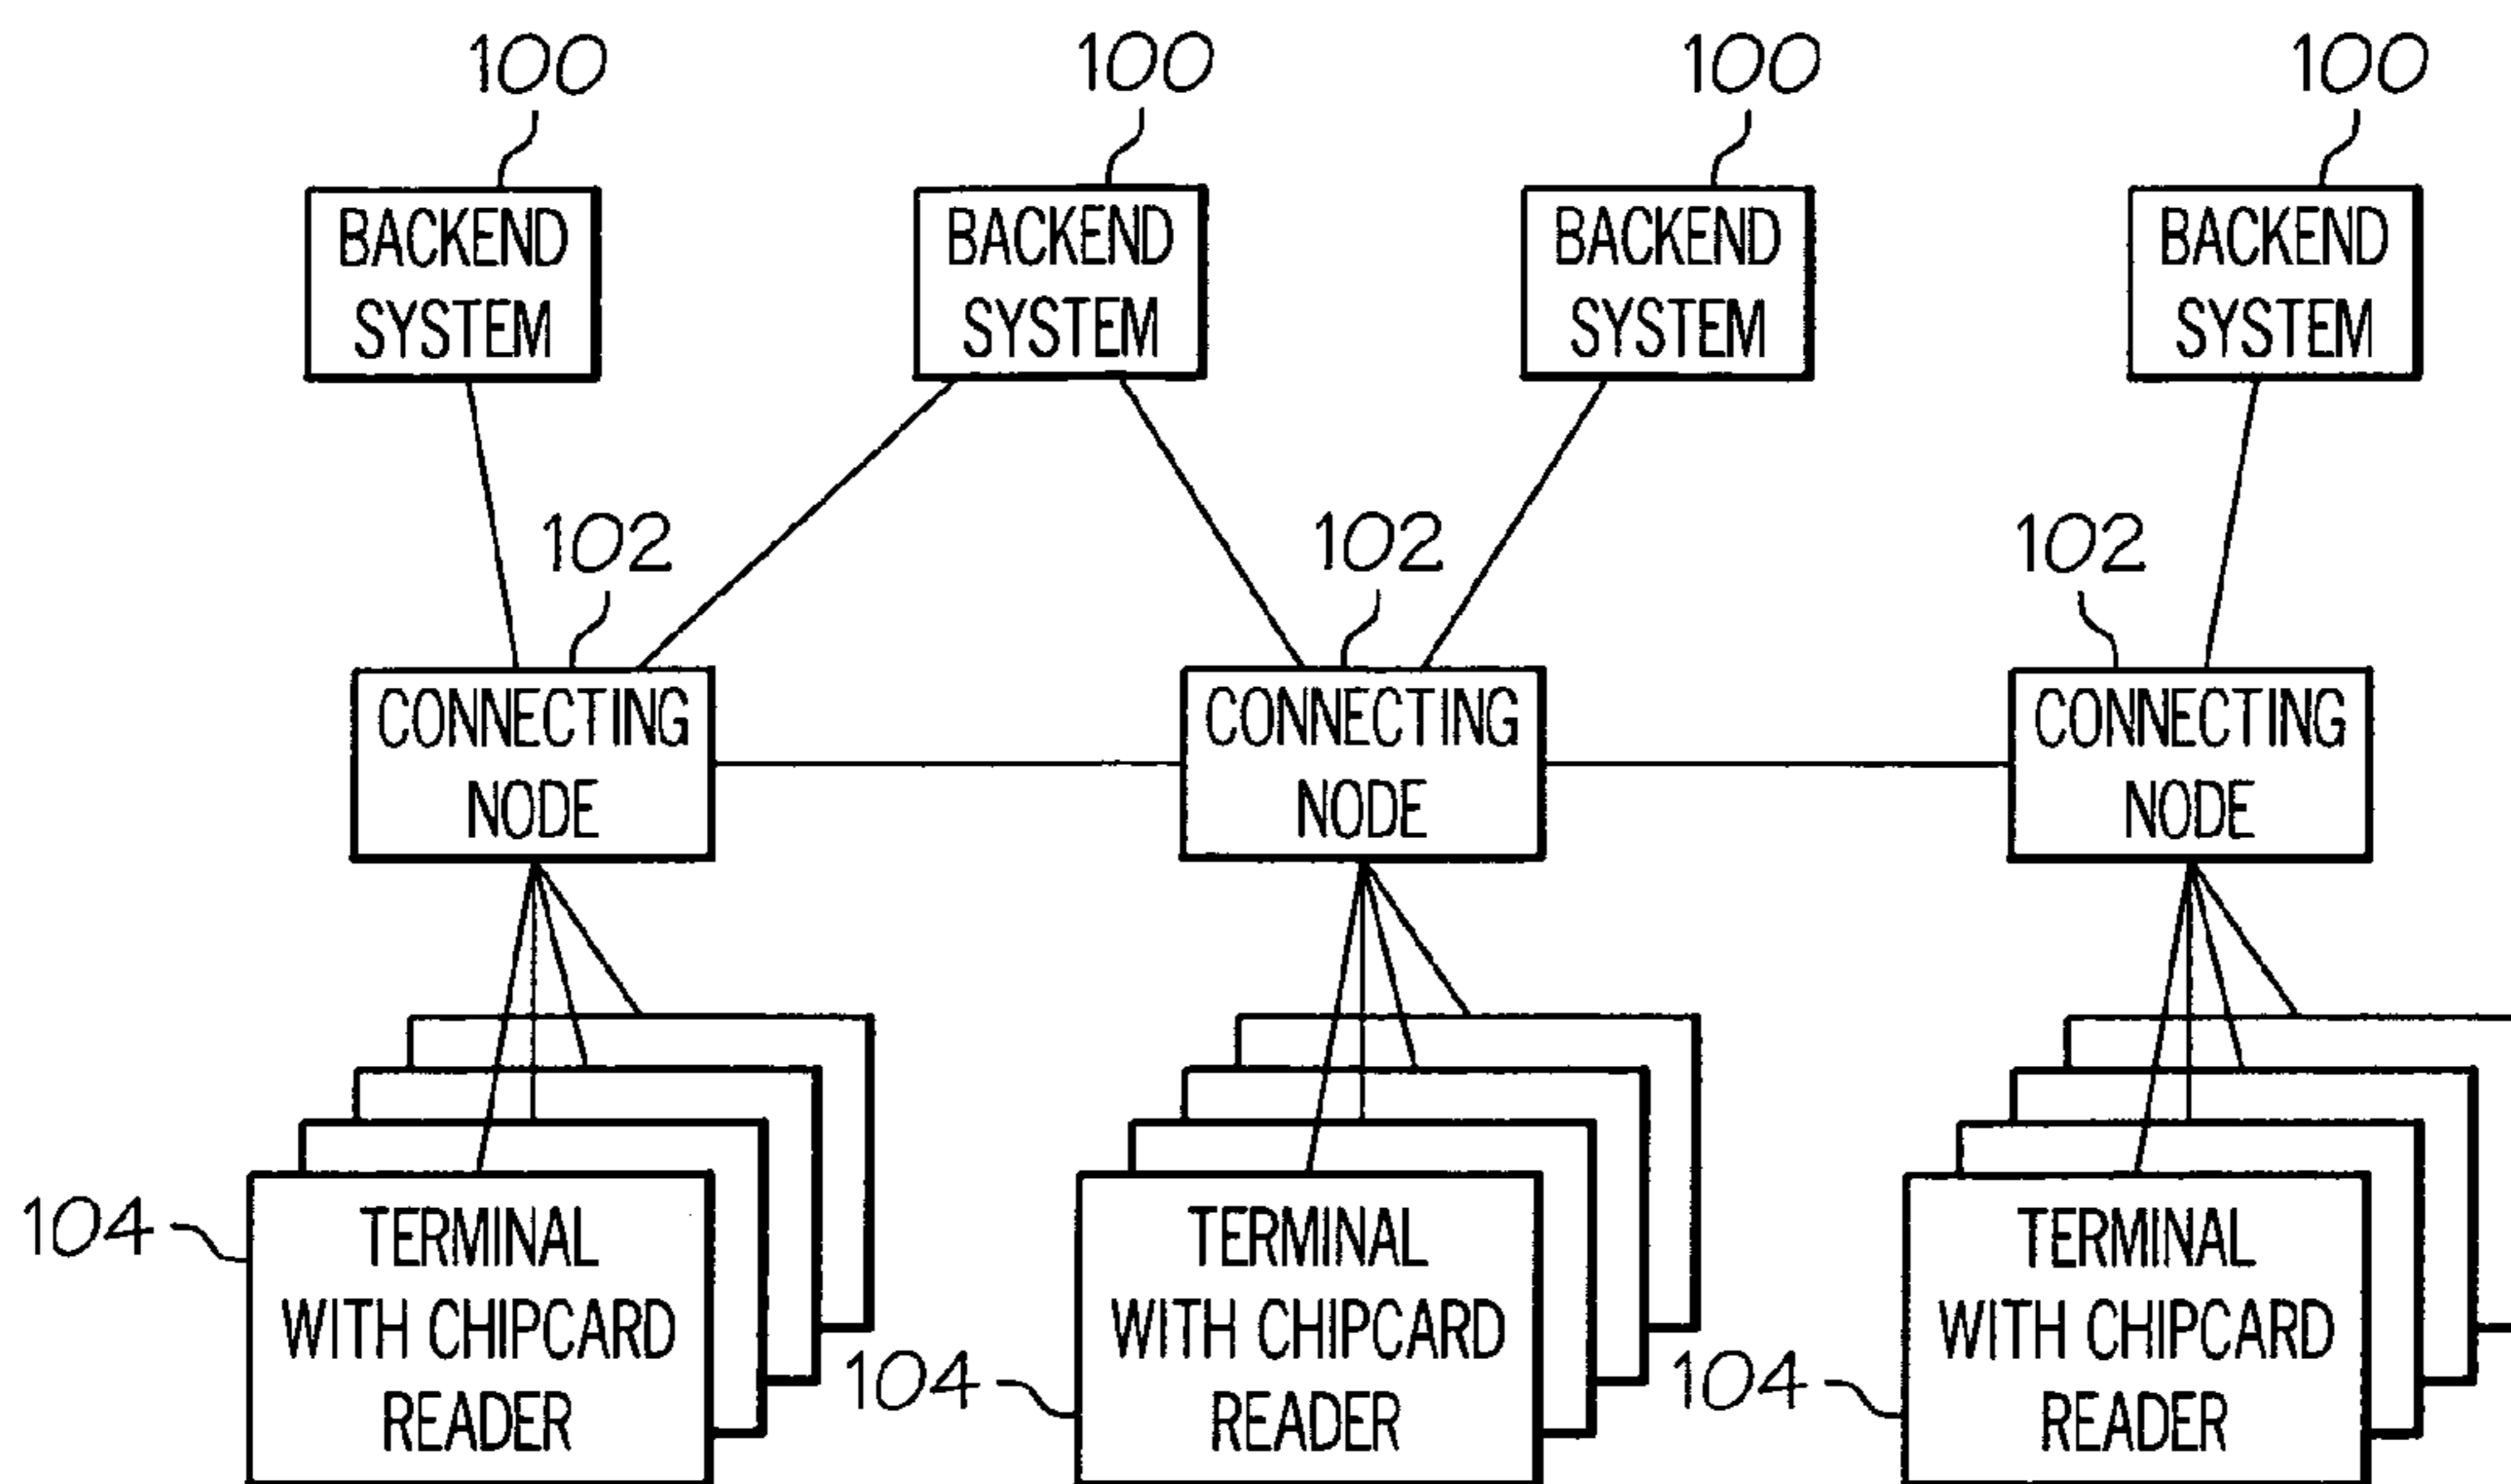 100
100
100
100
BACKEND
SYSTEM
BACKEND
SYSTEM
BACKEND
SYSTEM
BACKEND
SYSTEM
102
102
102
CONNECTING
NODE
CONNECTING
NODE
CONNECTING
NODE
104
TERMINAL
WITH CHIPCARD
READER
104
TERMINAL
WITH CHIPCARD
READER
104
TERMINAL
WITH CHIPCARD
READER